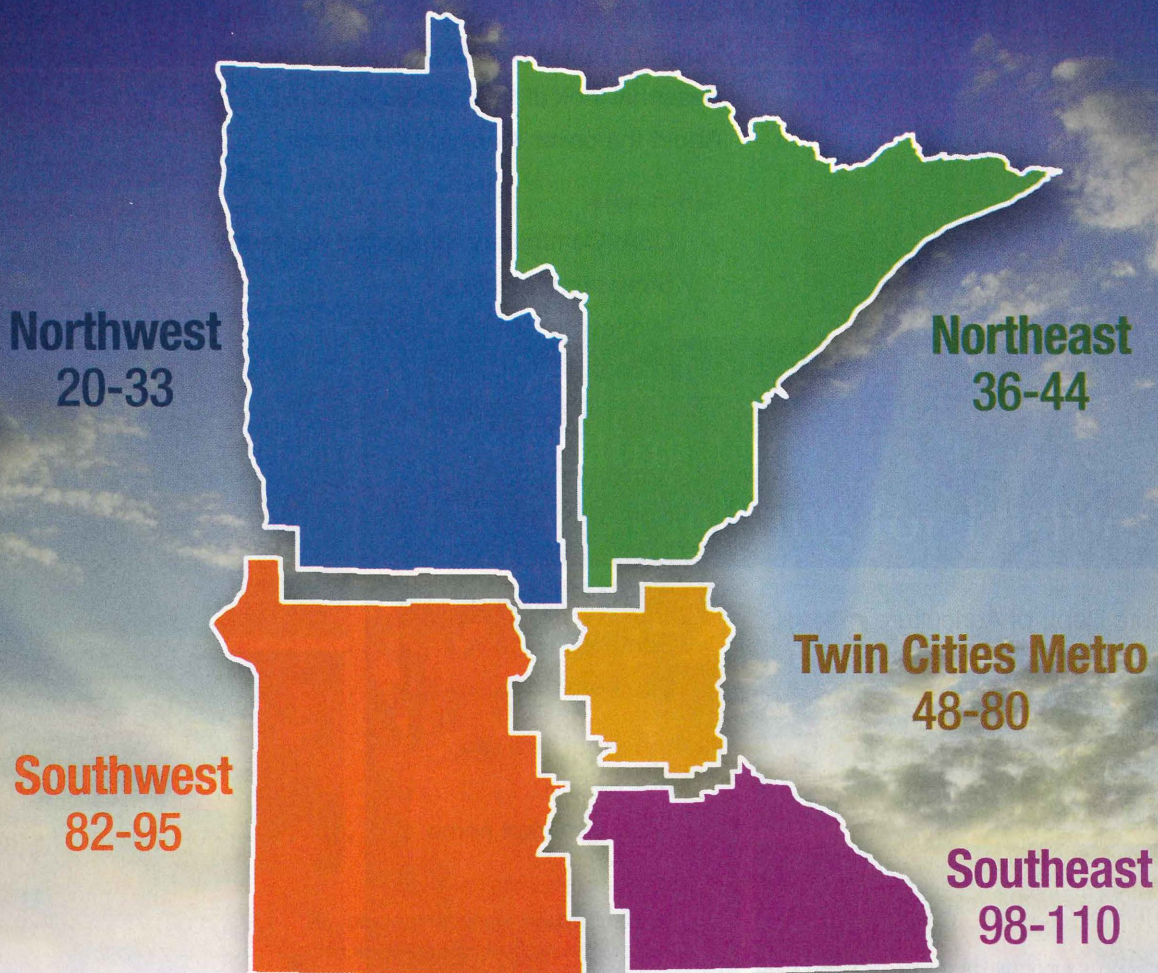 Northwest
20-33
Northeast
36-44
Twin Cities Metro
48-80
Southwest
82-95
Southeast
98-110